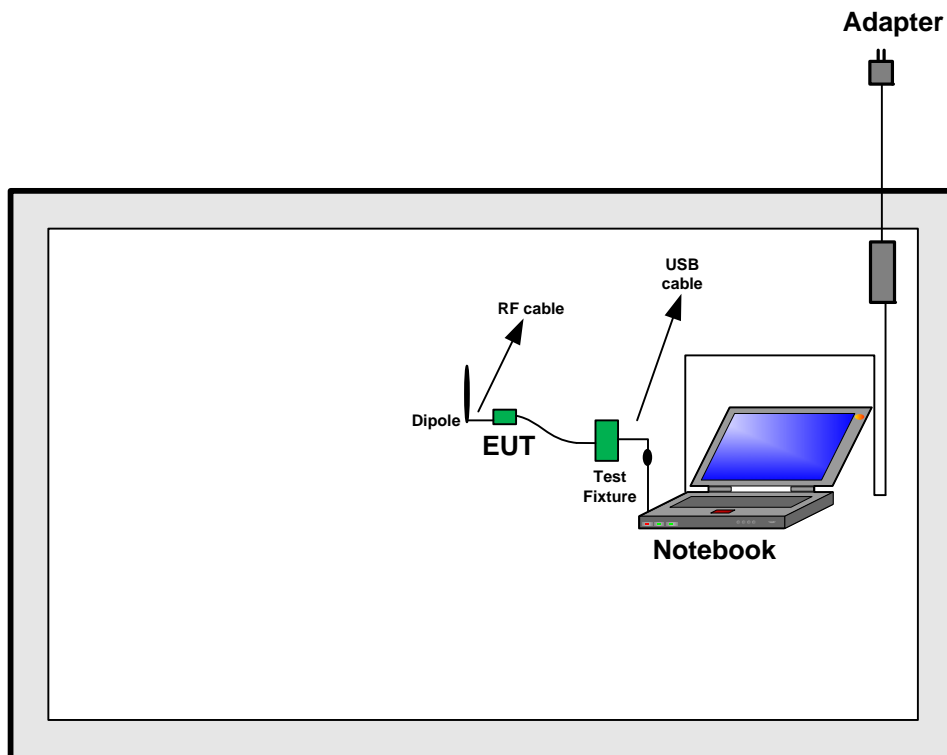 Adapter
USB
cable
RF cable
Dipole
EUT
Test
Fixture
Notebook